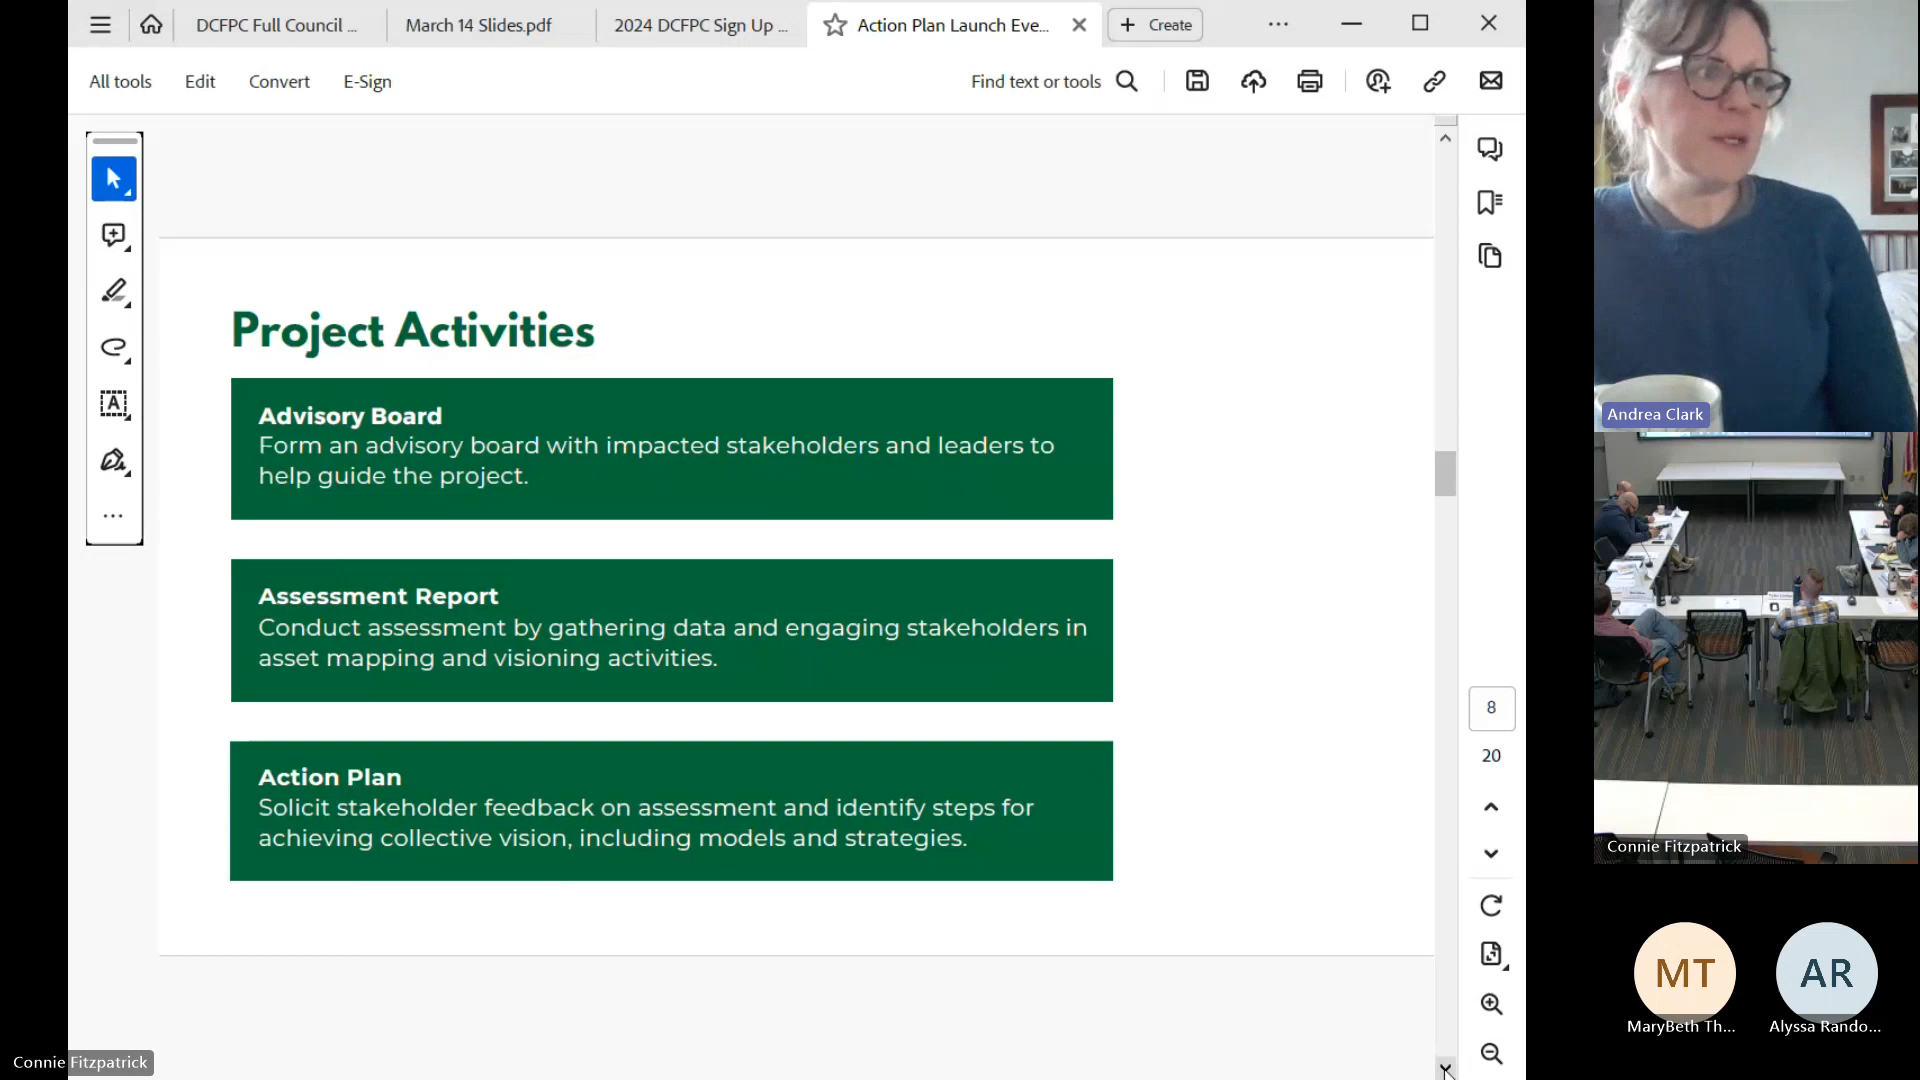 DCFPC Full Council ...
March 14 Slides.pdf
2024 DCFPC Sign Up ...
Action Plan Launch Eve...
Create
All tools
Edit
Convert
E-Sign
Find text or tools
Project Activities
Advisory Board
Form an advisory board with impacted stakeholders and leaders to
help guide the project.
Assessment Report
Conduct assessment by gathering data and engaging stakeholders in
asset mapping and visioning activities.
Action Plan
Solicit stakeholder feedback on assessment and identify steps for
achieving collective vision, including models and strategies.
8
20
Andrea Clark
Connie Fitzpatrick
MT
MaryBeth Th...
AR
Alyssa Rando...
Connie Fitzpatrick